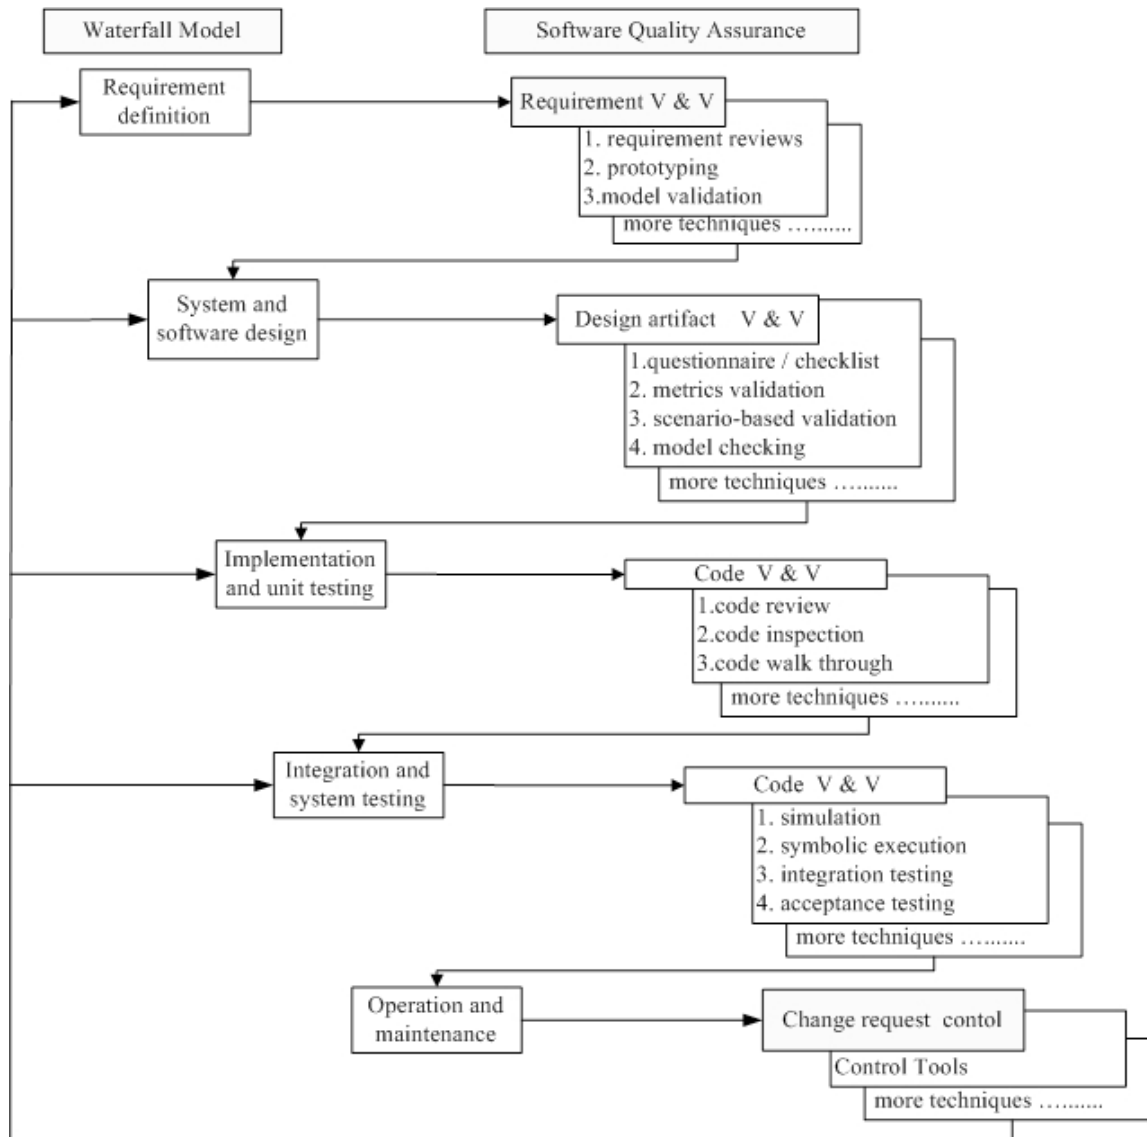 Waterfall Model
Software Quality Assurance
Requirement
definition
Requirement V & V
1. requirement reviews
2. prototyping
3.model validation
more techniques ….......
System and
software design
Design artifact V & V
1.questionnaire / checklist
2. metrics validation
3. scenario-based validation
4. model checking
more techniques ….......
Implementation
and unit testing
Code V & V
1.code review
2.code inspection
3.code walk through
more techniques ….......
Integration and
system testing
Code V & V
1. simulation
2. symbolic execution
3. integration testing
4. acceptance testing
more techniques ….......
Operation and
maintenance
Change request contol
Control Tools
more techniques ….......